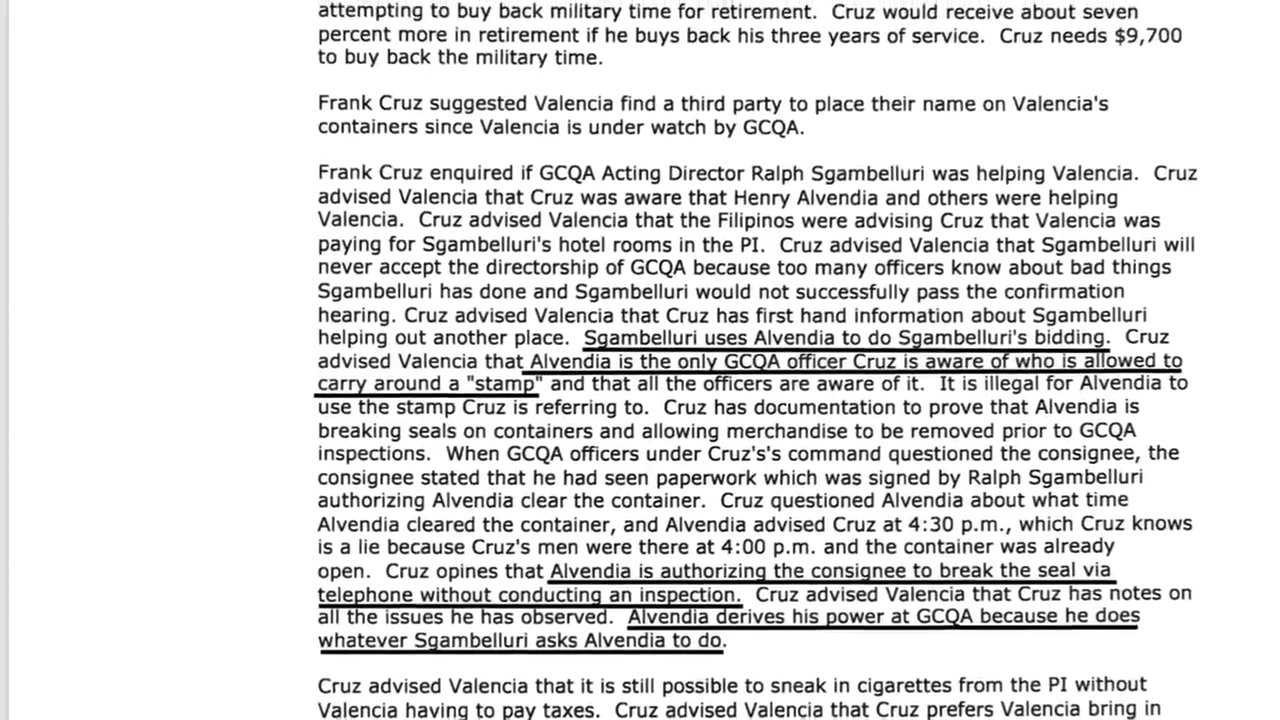 attempting to buy back military time for retirement. Cruz would receive about seven
percent more in retirement if he buys back his three years of service. Cruz needs $9,700
to buy back the military time.
Frank Cruz suggested Valencia find a third party to place their name on Valencia's
containers since Valencia is under watch by GCQA.
Frank Cruz enquired if GCQA Acting Director Ralph Sgambelluri was helping Valencia. Cruz
advised Valencia that Cruz was aware that Henry Alvendia and others were helping
Valencia. Cruz advised Valencia that the Filipinos were advising Cruz that Valencia was
paying for Sgambelluri's hotel rooms in the PI. Cruz advised Valencia that Sgambelluri will
never accept the directorship of GCQA because too many officers know about bad things
Sgambelluri has done and Sgambelluri would not successfully pass the confirmation
hearing. Cruz advised Valencia that Cruz has first hand information about Sgambelluri
helping out another place. Sgambelluri uses Alvendia to do Sgambelluri's bidding. Cruz
advised Valencia that Alvendia is the only GCQA officer Cruz is aware of who is allowed to
carry around a "stamp" and that all the officers are aware of it. It is illegal for Alvendia to
use the stamp Cruz is referring to. Cruz has documentation to prove that Alvendia is
breaking seals on containers and allowing merchandise to be removed prior to GCQA
inspections. When GCQA officers under Cruz's's command questioned the consignee, the
consignee stated that he had seen paperwork which was signed by Ralph Sgambelluri
authorizing Alvendia clear the container. Cruz questioned Alvendia about what time
Alvendia cleared the container, and Alvendia advised Cruz at 4:30 p.m., which Cruz knows
is a lie because Cruz's men were there at 4:00 p.m. and the container was already
open. Cruz opines that Alvendia is authorizing the consignee to break the seal via
telephone without conducting an inspection. Cruz advised Valencia that Cruz has notes on
all the issues he has observed. Alvendia derives his power at GCQA because he does
whatever Sgambelluri asks Alvendia to do.
Cruz advised Valencia that it is still possible to sneak in cigarettes from the PI without
Valencia having to pay taxes. Cruz advised Valencia that Cruz prefers Valencia bring in